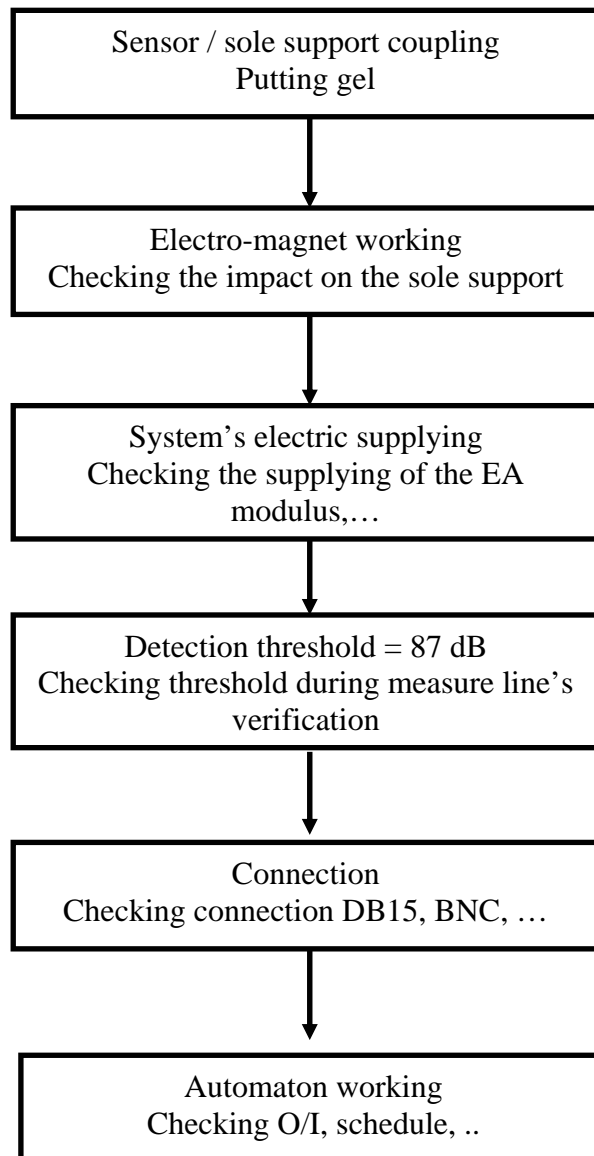 Sensor / sole support coupling
Putting gel
Electro-magnet working
Checking the impact on the sole support
System’s electric supplying
Checking the supplying of the EA
modulus,…
Detection threshold = 87 dB
Checking threshold during measure line’s
verification
Connection
Checking connection DB15, BNC, …
Automaton working
Checking O/I, schedule, ..